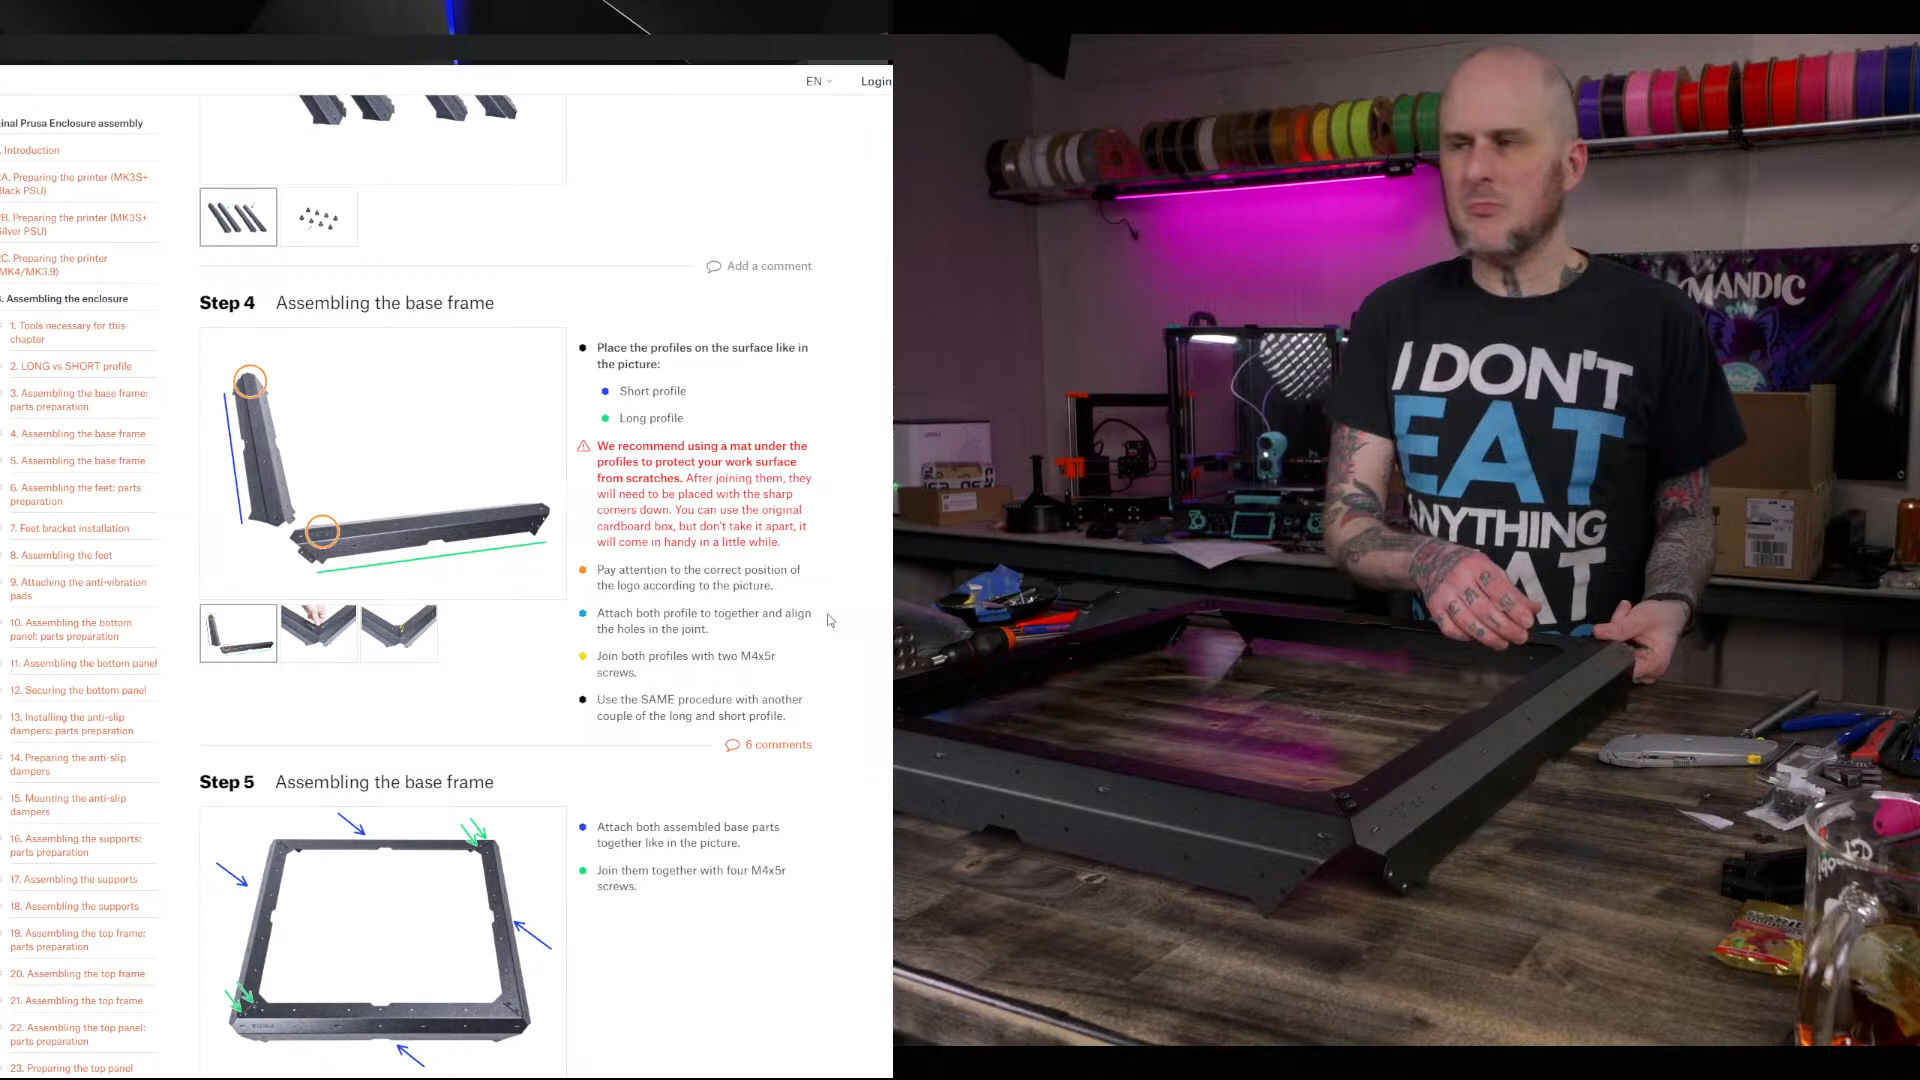 EN
Login
inal Prusa Enclosure assembly
. Introduction
2A. Preparing the printer (MK3S+
Black PSU)
2B. Preparing the printer (MK3S+
Silver PSU)
2C. Preparing the printer
(MK4/MK3.9)
3. Assembling the enclosure
1. Tools necessary for this
chapter
2. LONG vs SHORT profile
3. Assembling the base frame:
parts preparation
4. Assembling the base frame
5. Assembling the base frame
6. Assembling the feet: parts
preparation
7. Feet bracket installation
8. Assembling the feet
9. Attaching the anti-vibration
pads
10. Assembling the bottom
panel: parts preparation
11. Assembling the bottom panel
12. Securing the bottom panel
13. Installing the anti-slip
dampers: parts preparation
14. Preparing the anti-slip
dampers
15. Mounting the anti-slip
dampers
16. Assembling the supports:
parts preparation
17. Assembling the supports
18. Assembling the supports
19. Assembling the top frame:
parts preparation
20. Assembling the top frame
21. Assembling the top frame
22. Assembling the top panel:
parts preparation
23. Preparing the top panel
Add a comment
Step 4 Assembling the base frame
Place the profiles on the surface like in
the picture:
Short profile
Long profile
We recommend using a mat under the
profiles to protect your work surface
from scratches. After joining them, they
will need to be placed with the sharp
corners down. You can use the original
cardboard box, but don't take it apart, it
will come in handy in a little while.
Pay attention to the correct position of
the logo according to the picture.
Attach both profile to together and align
the holes in the joint.
Join both profiles with two M4x5r
screws.
Use the SAME procedure with another
couple of the long and short profile.
6 comments
Step 5 Assembling the base frame
Attach both assembled base parts
together like in the picture.
Join them together with four M4x5r
screws.
MANDIC
I DON'T
EAT
ANYTHING
AT